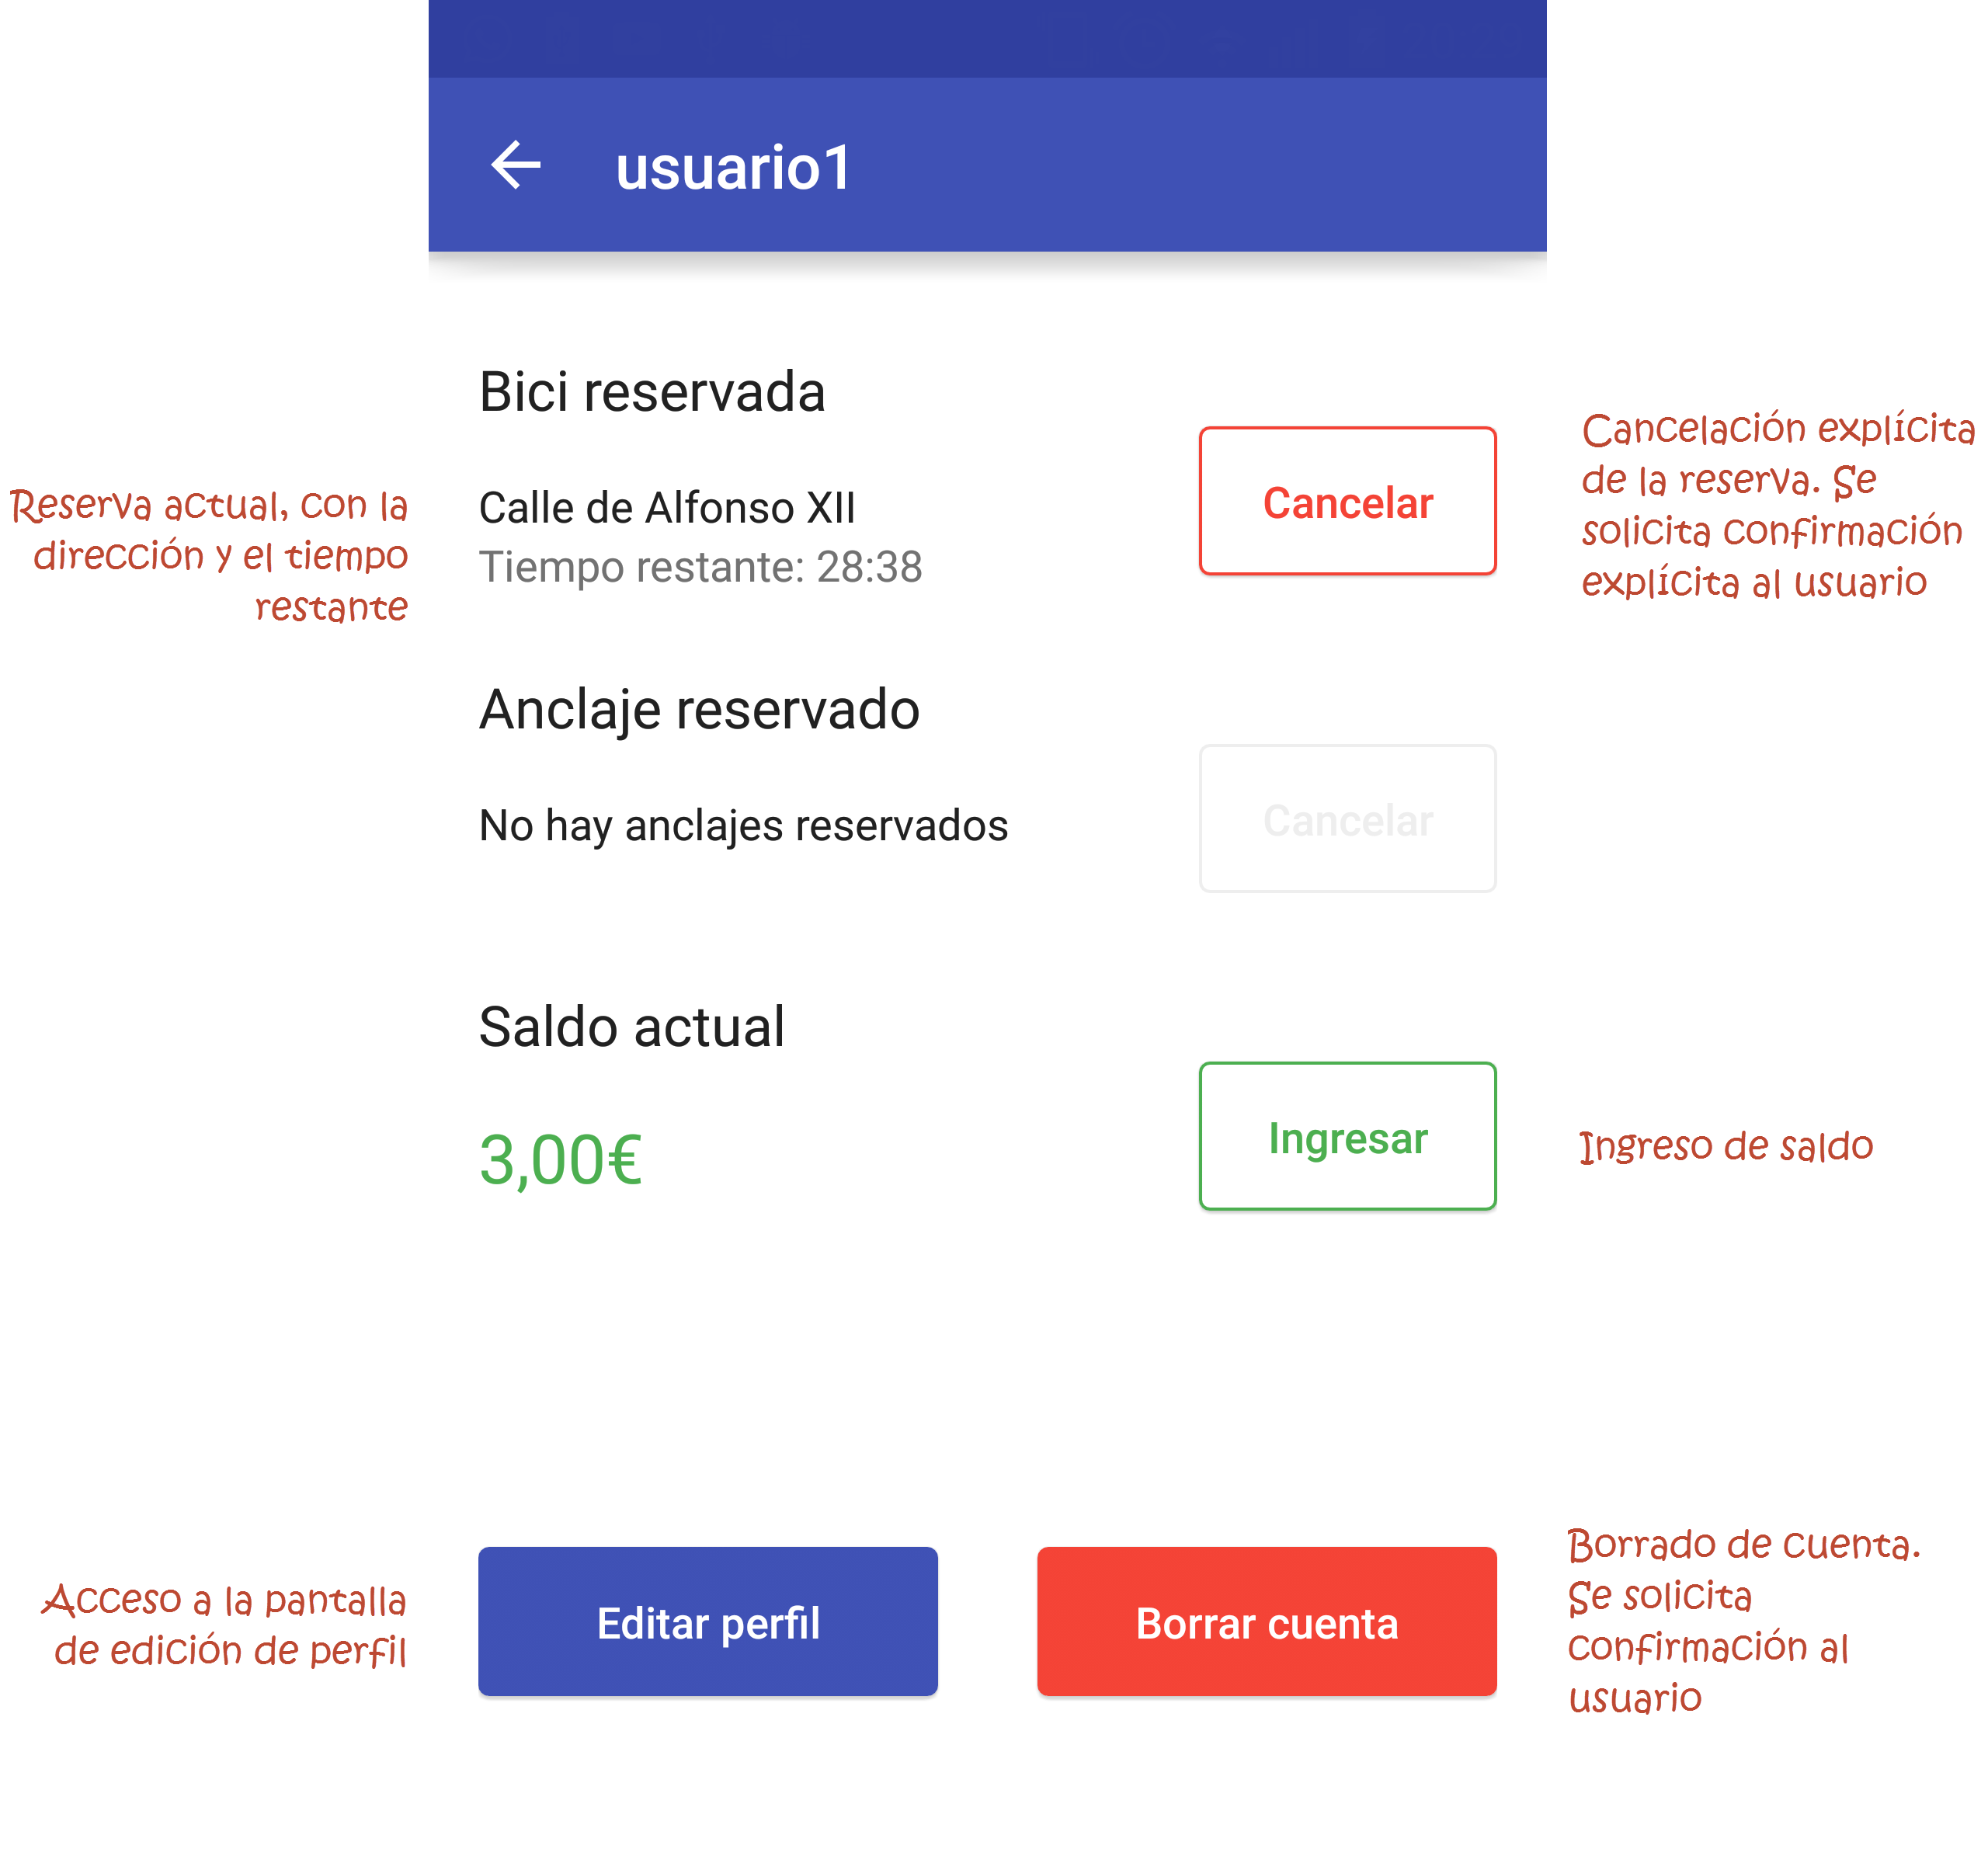 usuario1
Bici reservada
Calle de Alfonso XII
Tiempo restante: 28:38
Cancelar
Reserva actual, con la
dirección y el tiempo
restante
Cancelación explícita
de la reserva. Se
solicita confirmación
explícita al usuario
Anclaje reservado
No hay anclajes reservados
Cancelar
Saldo actual
3,00€
Ingresar
Ingreso de saldo
Acceso a la pantalla
de edición de perfil
Editar perfil
Borrar cuenta
Borrado de cuenta.
Se solicita
confirmación al
usuario